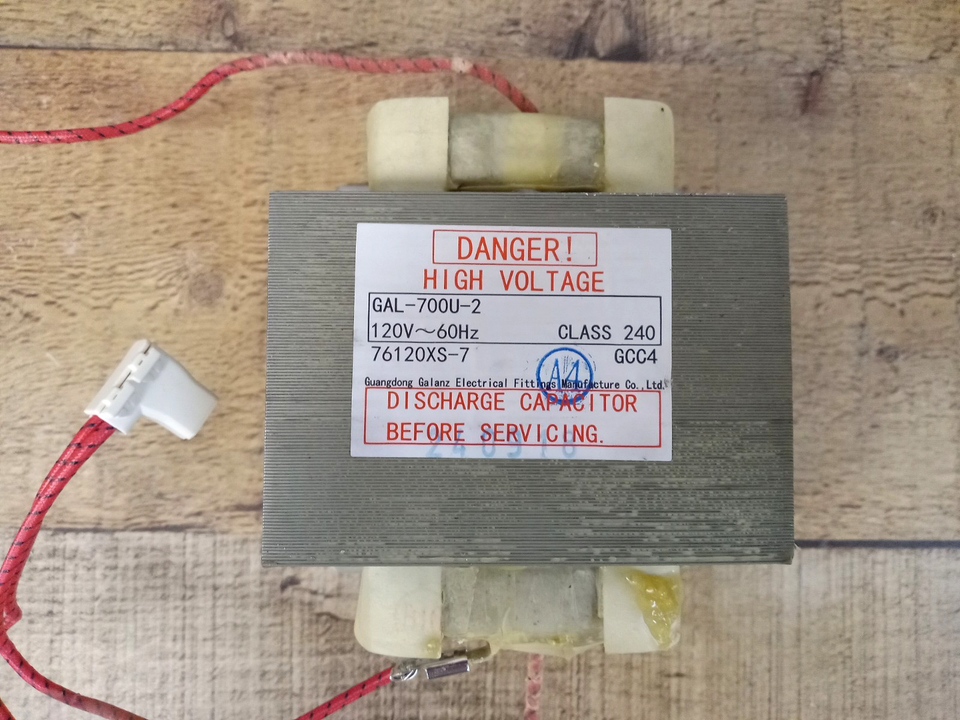 DANGER!
HIGH VOLTAGE
GAL-700U-2
120V~60Hz CLASS 240
76120XS-7 GCC4
A4
Guangdong Galanz Electrical Fittings Manufacture Co.,Ltd.
DISCHARGE CAPACITOR
BEFORE SERVICING.